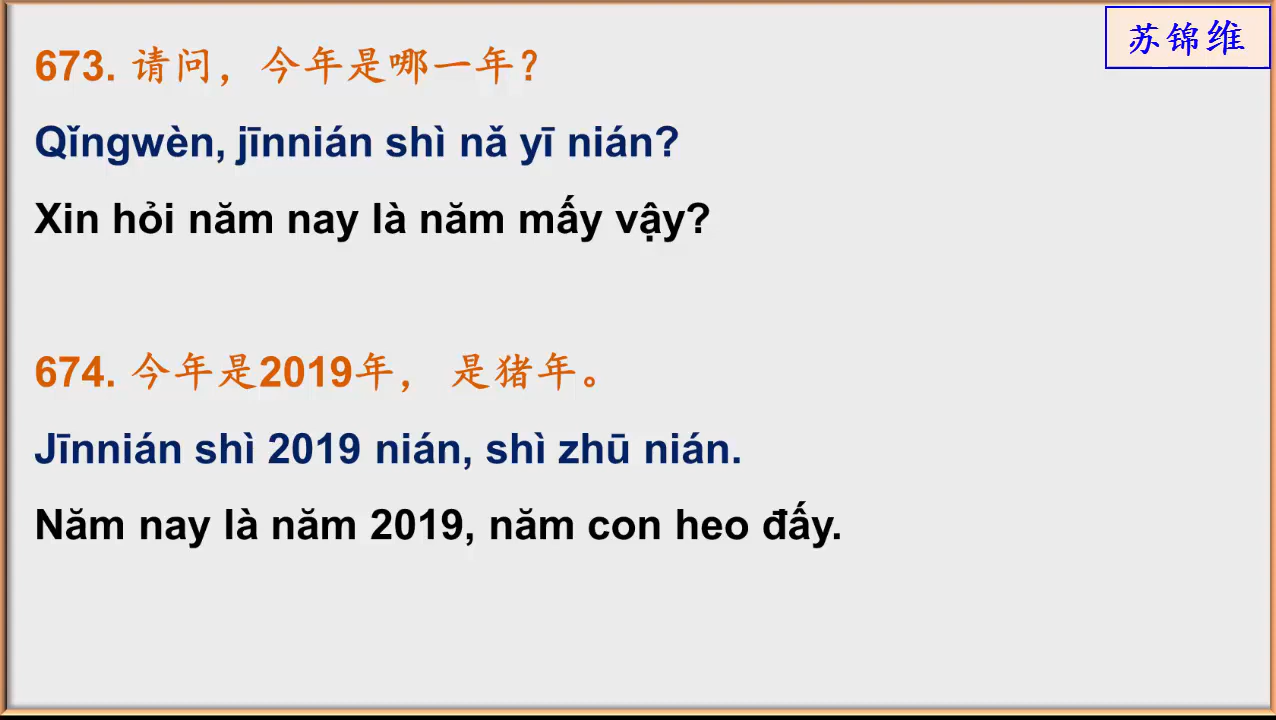 苏锦维
673. 请问，今年是哪一年？
Qǐngwèn, jīnnián shì nǎ yī nián?
Xin hỏi năm nay là năm mấy vậy?
674. 今年是2019年， 是猪年。
Jīnnián shì 2019 nián, shì zhū nián.
Năm nay là năm 2019, năm con heo đấy.